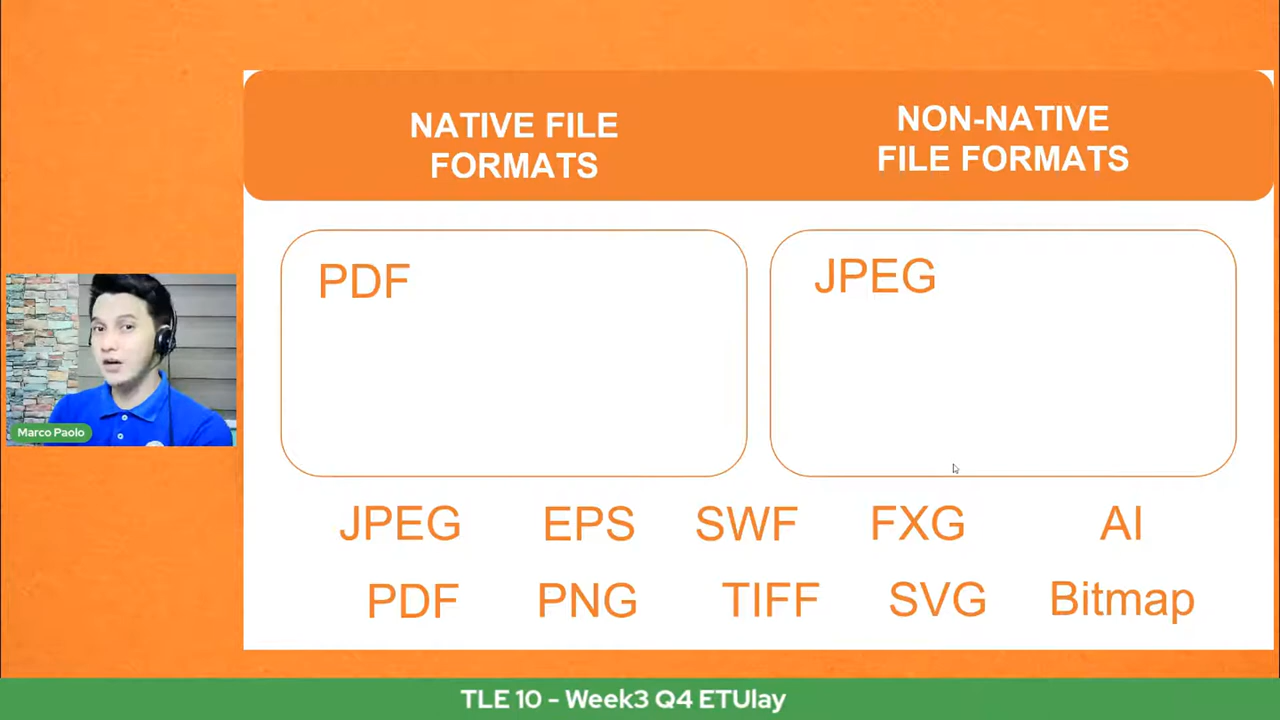 NATIVE FILE
FORMATS
NON-NATIVE
FILE FORMATS
PDF
JPEG
Marco Paolo
JPEG EPS SWF FXG AI
PDF PNG TIFF SVG Bitmap
TLE 10 - Week3 Q4 ETUlay